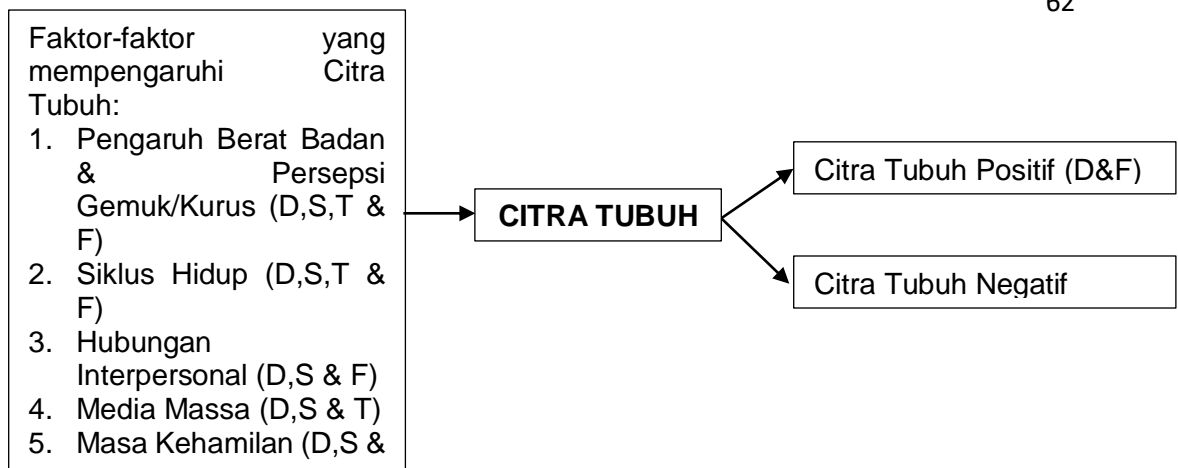 62
Faktor-faktor yang
mempengaruhi Citra
Tubuh:
1. Pengaruh Berat Badan
& Persepsi
Gemuk/Kurus (D,S,T &
F)
2. Siklus Hidup (D,S,T &
F)
3. Hubungan
Interpersonal (D,S & F)
4. Media Massa (D,S & T)
5. Masa Kehamilan (D,S &
CITRA TUBUH
Citra Tubuh Positif (D&F)
Citra Tubuh Negatif